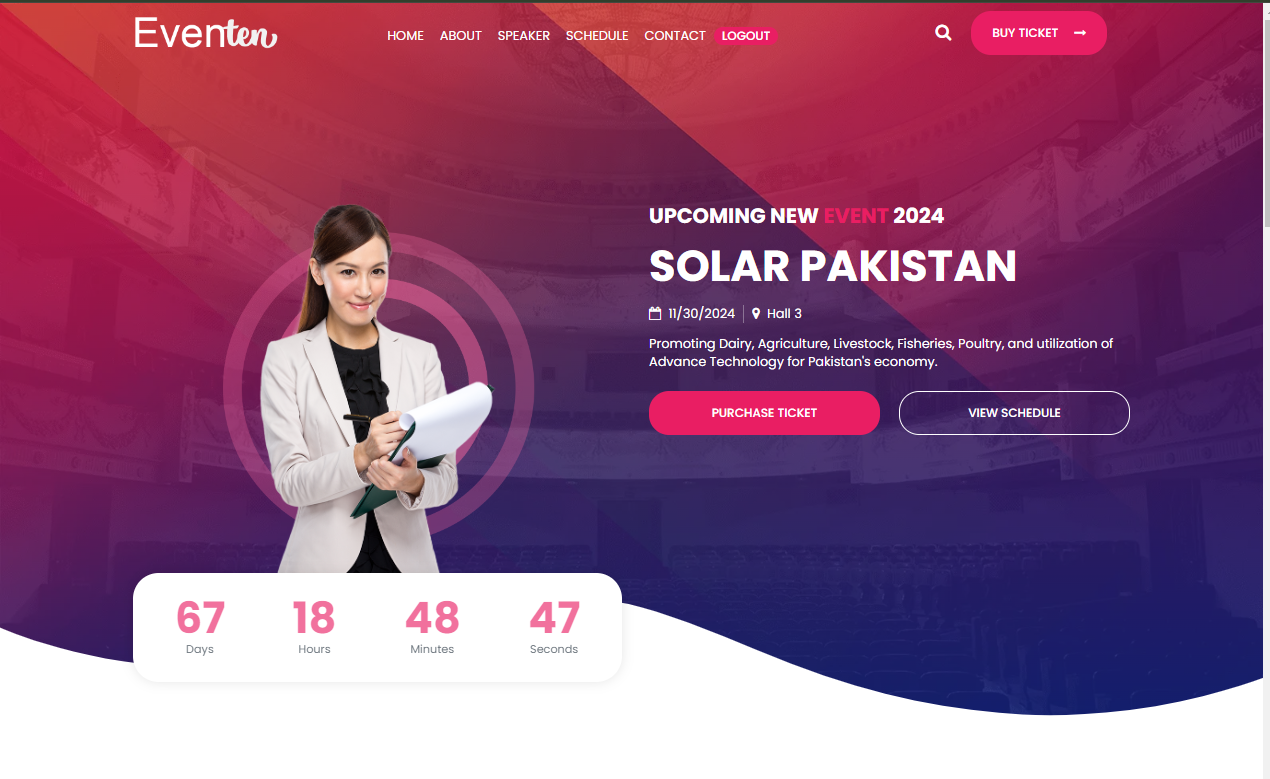 Eventen
HOME ABOUT SPEAKER SCHEDULE CONTACT LOGOUT
BUY TICKET
UPCOMING NEW EVENT 2024
SOLAR PAKISTAN
11/30/2024 Hall 3
Promoting Dairy, Agriculture, Livestock, Fisheries, Poultry, and utilization of
Advance Technology for Pakistan's economy.
PURCHASE TICKET VIEW SCHEDULE
67 18 48 47
Days Hours Minutes Seconds